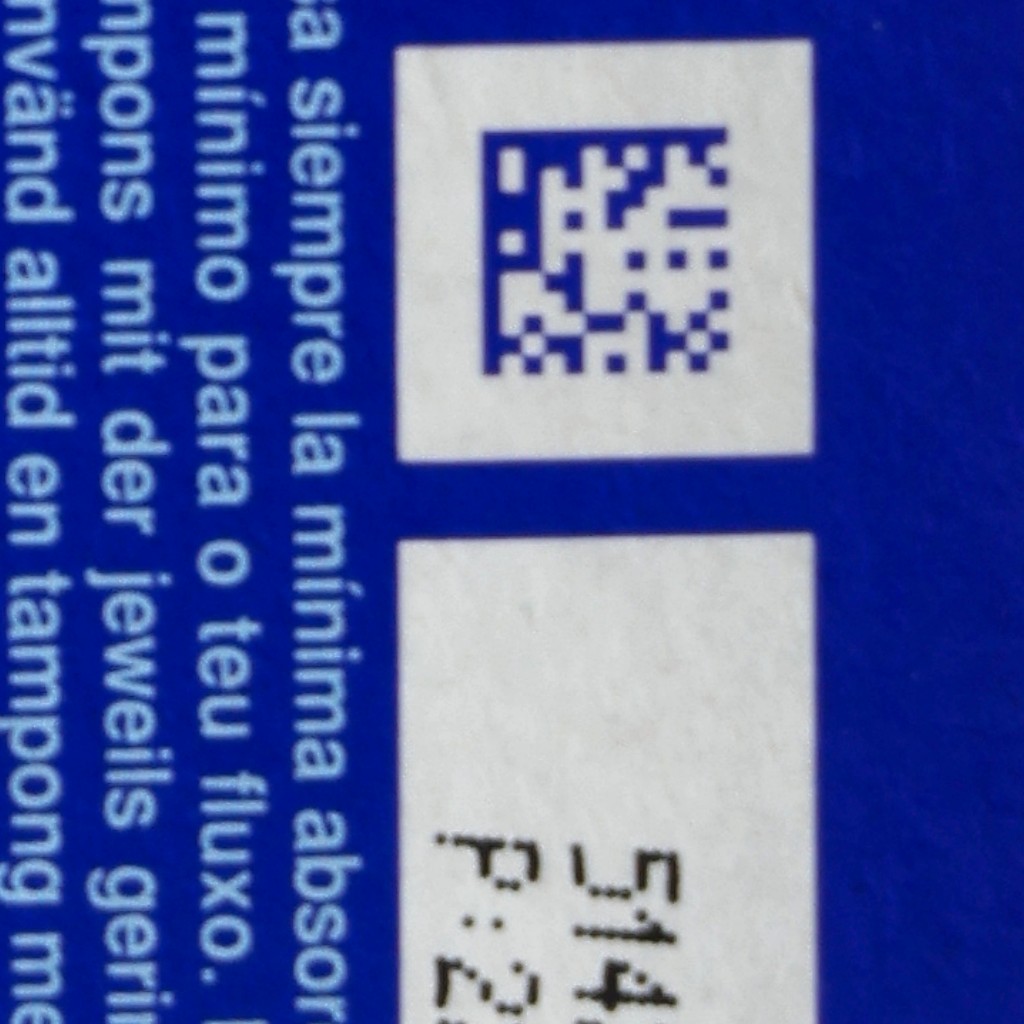 514
P:2
a siempre la mínima absor
mínimo para o teu fluxo.
mpons mit der jeweils geri
nvänd alltid en tampong me